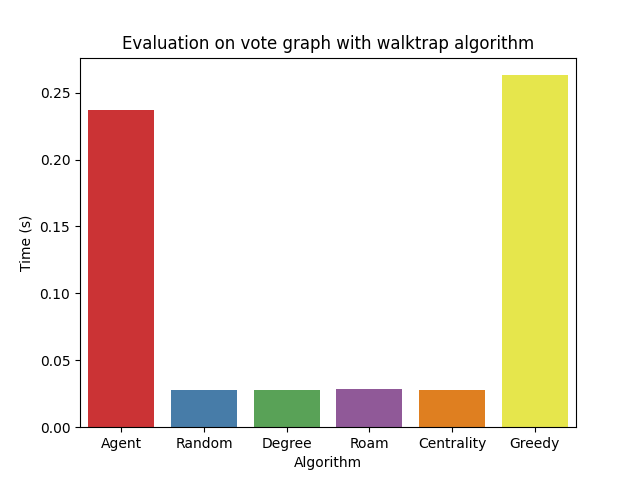 Evaluation on vote graph with walktrap algorithm
Time (s)
0.25
0.20
0.15
0.10
0.05
0.00
Agent Random Degree Roam Centrality Greedy
Algorithm